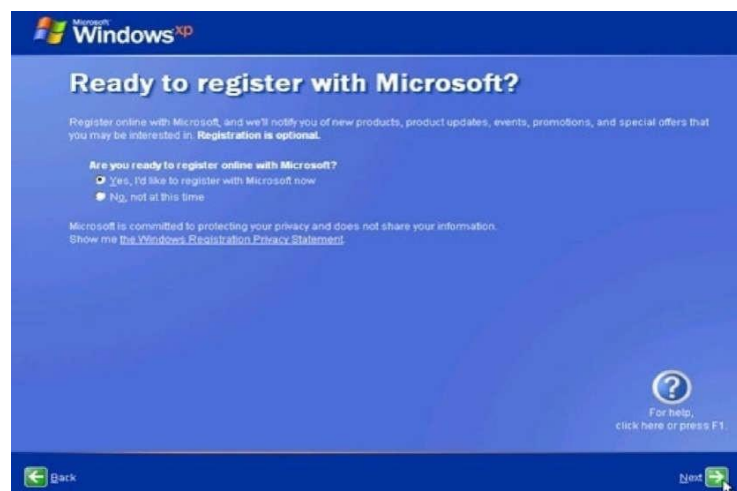 Microsoft
Windows xp
Ready to register with Microsoft?
Register online with Microsoft, and we'll notify you of new products, product updates, events, promotions, and special offers that
you may be interested in. Registration is optional.
Are you ready to register online with Microsoft?
Yes, I'd like to register with Microsoft now
No, not at this time
Microsoft is committed to protecting your privacy and does not share your information.
Show me the Windows Registration Privacy Statement.
?
For help,
click here or press F1.
Back
Next